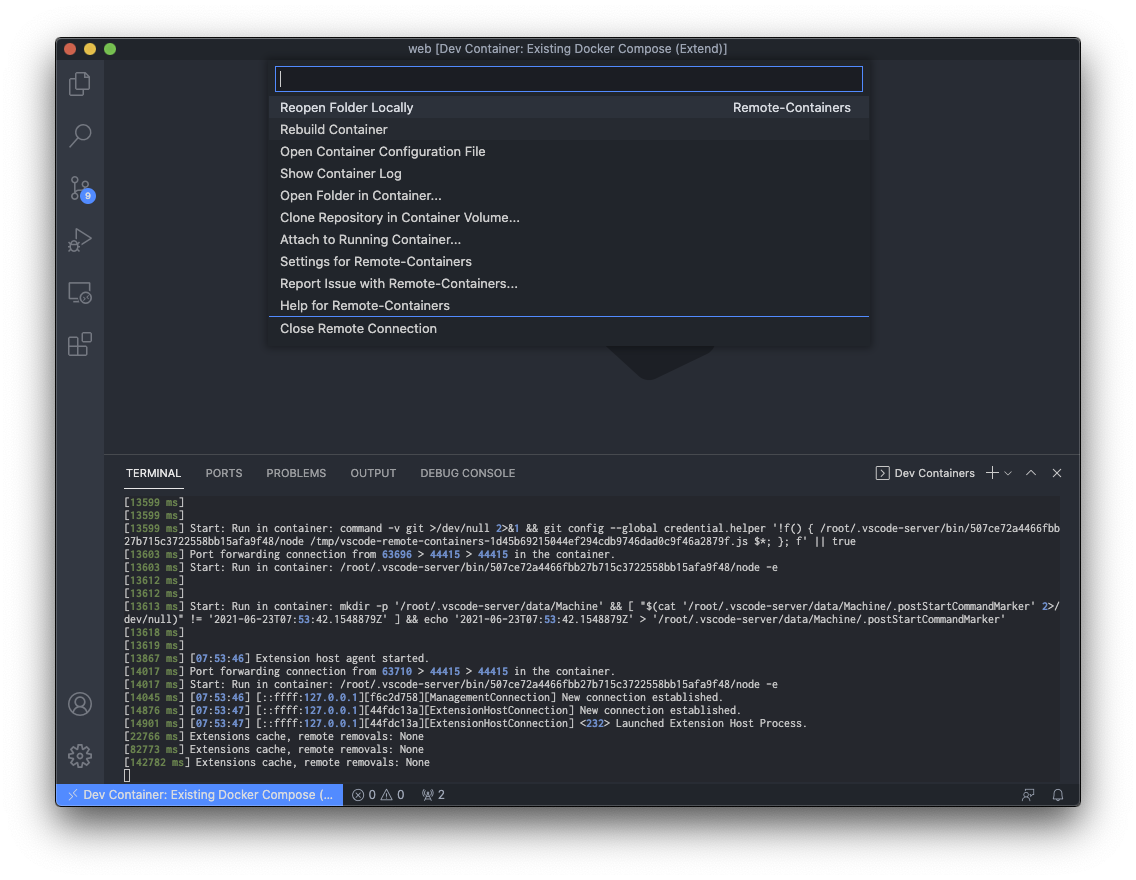 web [Dev Container: Existing Docker Compose (Extend)]
Reopen Folder Locally Remote-Containers
Rebuild Container
Open Container Configuration File
Show Container Log
Open Folder in Container...
Clone Repository in Container Volume...
Attach to Running Container...
Settings for Remote-Containers
Report Issue with Remote-Containers...
Help for Remote-Containers
Close Remote Connection
9
TERMINAL PORTS PROBLEMS OUTPUT DEBUG CONSOLE Dev Containers
[13599 ms]
[13599 ms]
[13599 ms] Start: Run in container: command -v git >/dev/null 2>&1 && git config --global credential.helper '!f() { /root/.vscode-server/bin/507ce72a4466fbb
27b715c3722558bb15afa9f48/node /tmp/vscode-remote-containers-1d45b69215044ef294cdb9746dad0c9f46a2879f.js $*; }; f' || true
[13603 ms] Port forwarding connection from 63696 > 44415 > 44415 in the container.
[13603 ms] Start: Run in container: /root/.vscode-server/bin/507ce72a4466fbb27b715c3722558bb15afa9f48/node -e
[13612 ms]
[13612 ms]
[13613 ms] Start: Run in container: mkdir -p '/root/.vscode-server/data/Machine' && [ "$(cat '/root/.vscode-server/data/Machine/.postStartCommandMarker' 2>/
dev/null)" != '2021-06-23T07:53:42.1548879Z' ] && echo '2021-06-23T07:53:42.1548879Z' > '/root/.vscode-server/data/Machine/.postStartCommandMarker'
[13618 ms]
[13619 ms]
[13867 ms] [07:53:46] Extension host agent started.
[14017 ms] Port forwarding connection from 63710 > 44415 > 44415 in the container.
[14017 ms] Start: Run in container: /root/.vscode-server/bin/507ce72a4466fbb27b715c3722558bb15afa9f48/node -e
[14045 ms] [07:53:46] [::ffff:127.0.0.1][f6c2d758][ManagementConnection] New connection established.
[14876 ms] [07:53:47] [::ffff:127.0.0.1][44fdc13a][ExtensionHostConnection] New connection established.
[14901 ms] [07:53:47] [::ffff:127.0.0.1][44fdc13a][ExtensionHostConnection] <232> Launched Extension Host Process.
[22766 ms] Extensions cache, remote removals: None
[82773 ms] Extensions cache, remote removals: None
[142782 ms] Extensions cache, remote removals: None
Dev Container: Existing Docker Compose (... 0 0 2